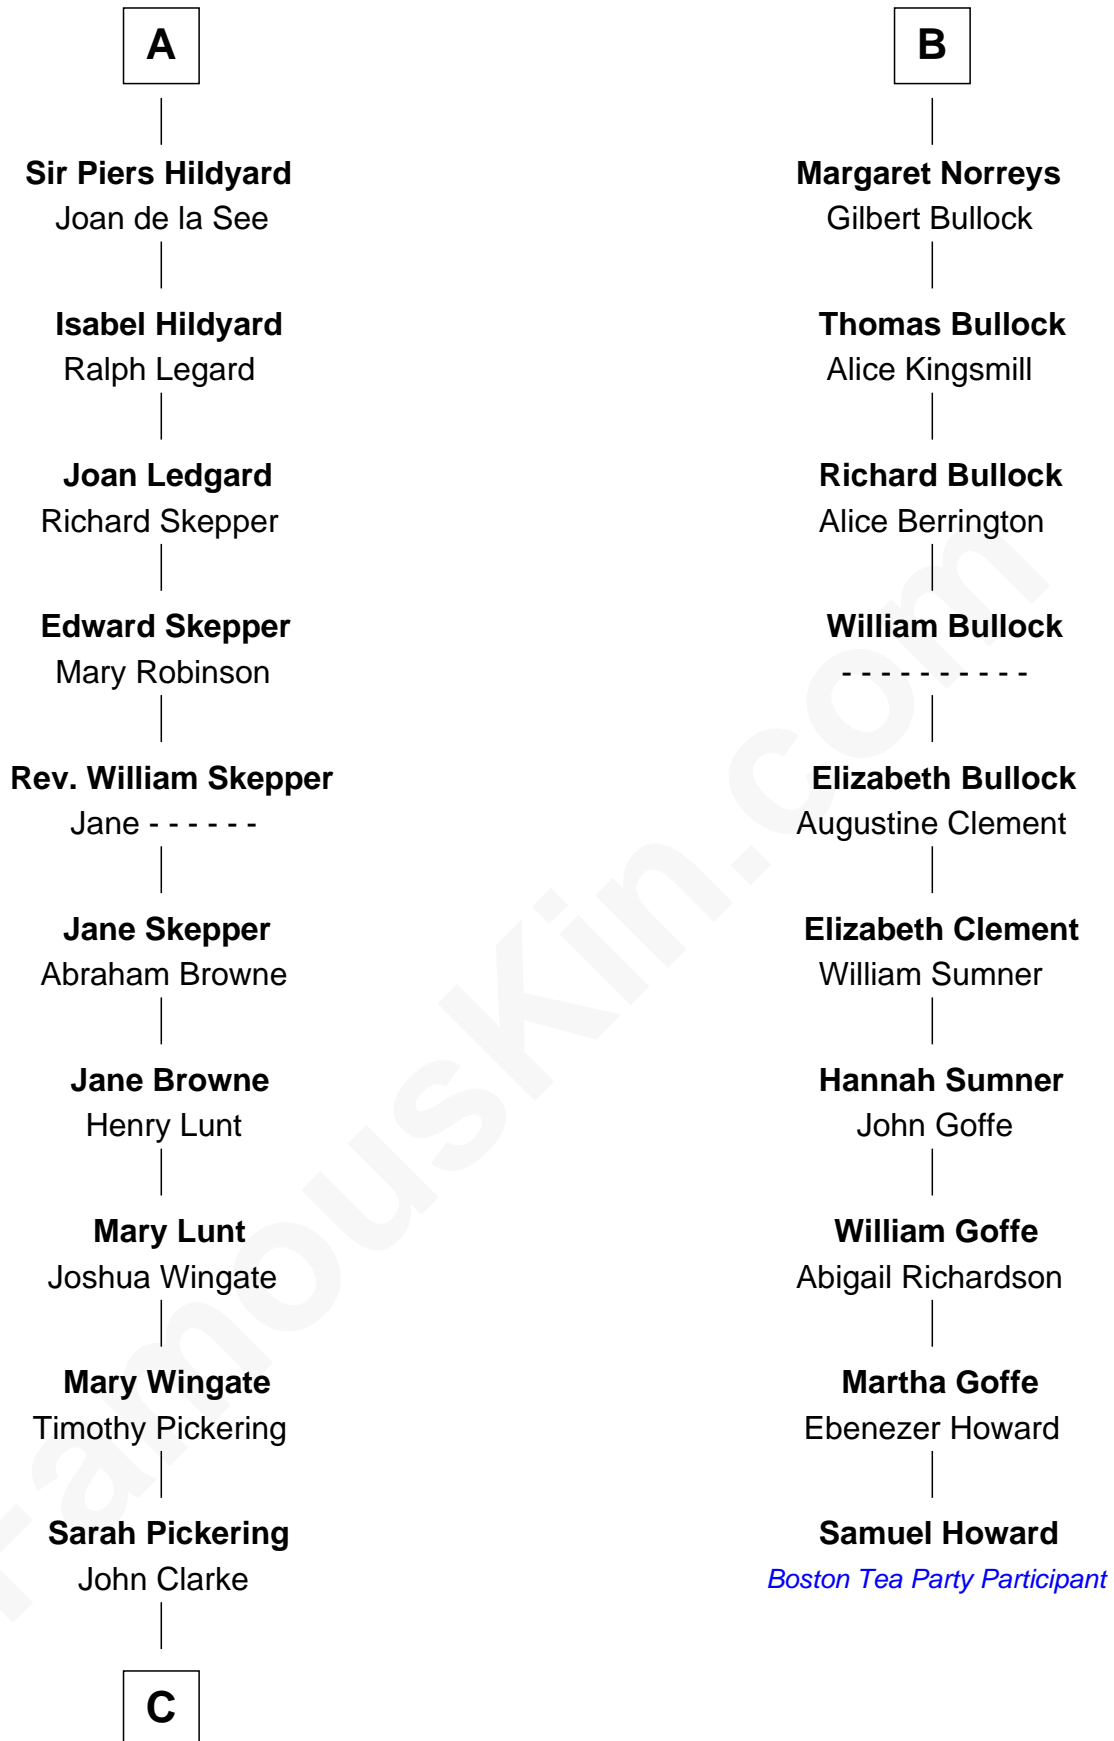 A
Sir Piers Hildyard
Joan de la See
Isabel Hildyard
Ralph Legard
Joan Ledgard
Richard Skepper
Edward Skepper
Mary Robinson
Rev. William Skepper
Jane - - - - - -
Jane Skepper
Abraham Browne
Jane Browne
Henry Lunt
Mary Lunt
Joshua Wingate
Mary Wingate
Timothy Pickering
Sarah Pickering
John Clarke
C
B
Margaret Norreys
Gilbert Bullock
Thomas Bullock
Alice Kingsmill
Richard Bullock
Alice Berrington
William Bullock
- - - - - - - - - -
Elizabeth Bullock
Augustine Clement
Elizabeth Clement
William Sumner
Hannah Sumner
John Goffe
William Goffe
Abigail Richardson
Martha Goffe
Ebenezer Howard
Samuel Howard
Boston Tea Party Participant
FamousKin.com